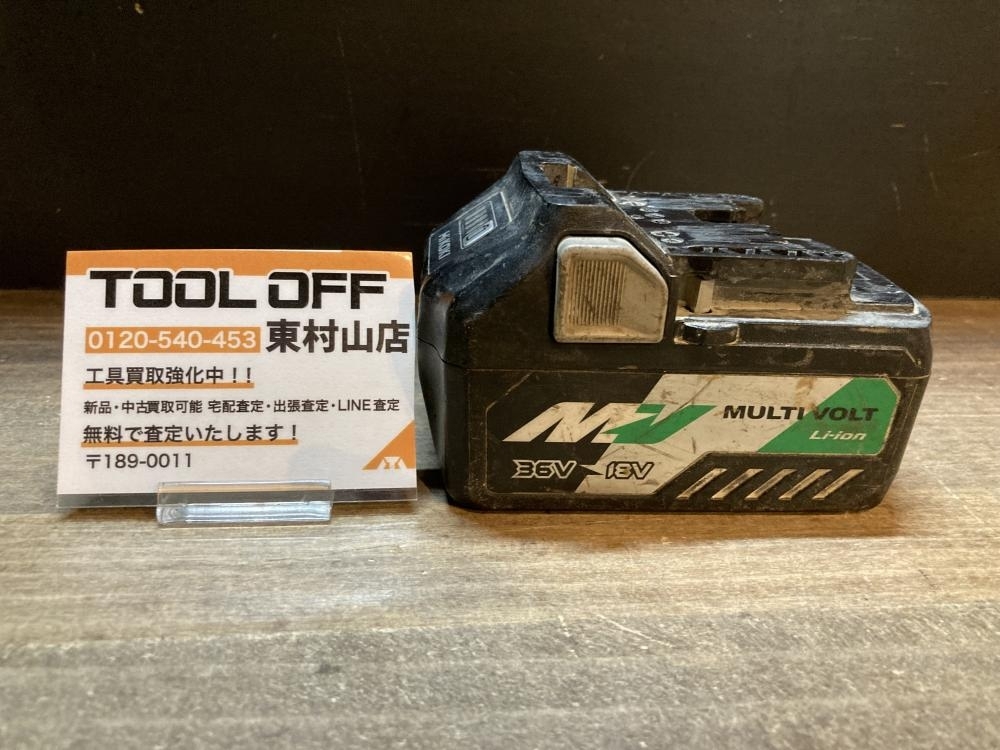 TOOL OFF
0120-540-453 東村山店
工具買取強化中!!
新品・中古買取可能 宅配査定・出張査定・LINE査定
無料で査定いたします!
〒189-0011
HiKOKI
MV MULTI VOLT
Li-ion
36V 18V